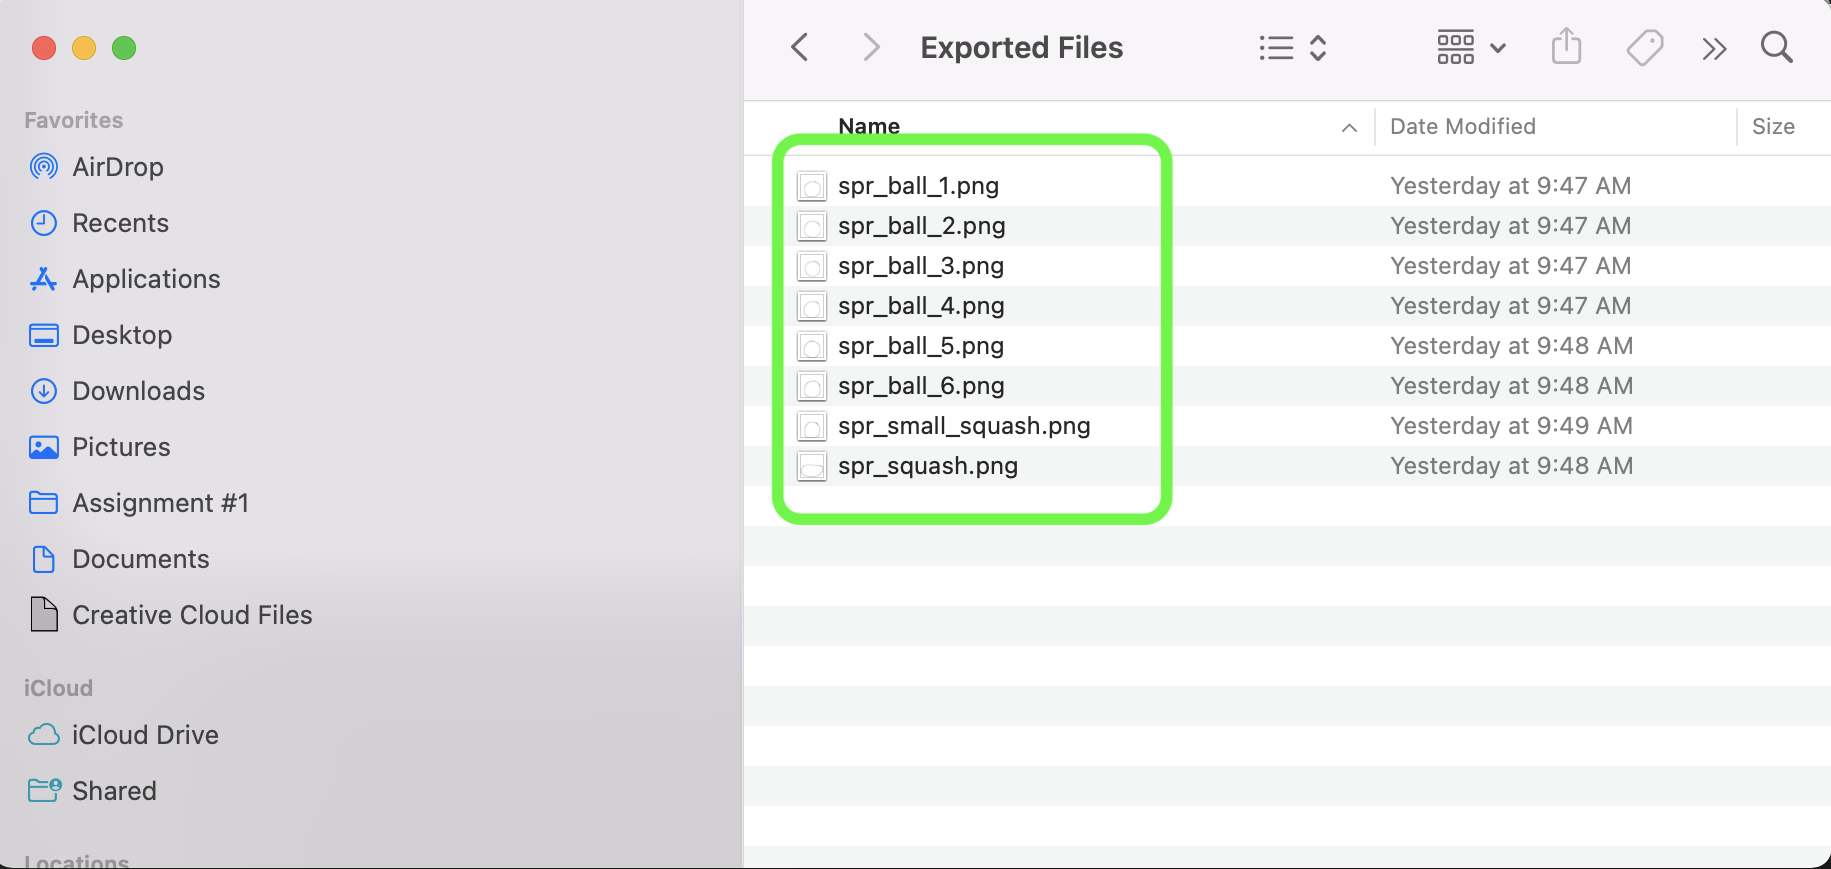 Exported Files
Favorites
AirDrop
Recents
Applications
Desktop
Downloads
Pictures
Assignment #1
Documents
Creative Cloud Files
iCloud
iCloud Drive
Shared
Locations
Name Date Modified Size
spr_ball_1.png Yesterday at 9:47 AM
spr_ball_2.png Yesterday at 9:47 AM
spr_ball_3.png Yesterday at 9:47 AM
spr_ball_4.png Yesterday at 9:47 AM
spr_ball_5.png Yesterday at 9:48 AM
spr_ball_6.png Yesterday at 9:48 AM
spr_small_squash.png Yesterday at 9:49 AM
spr_squash.png Yesterday at 9:48 AM